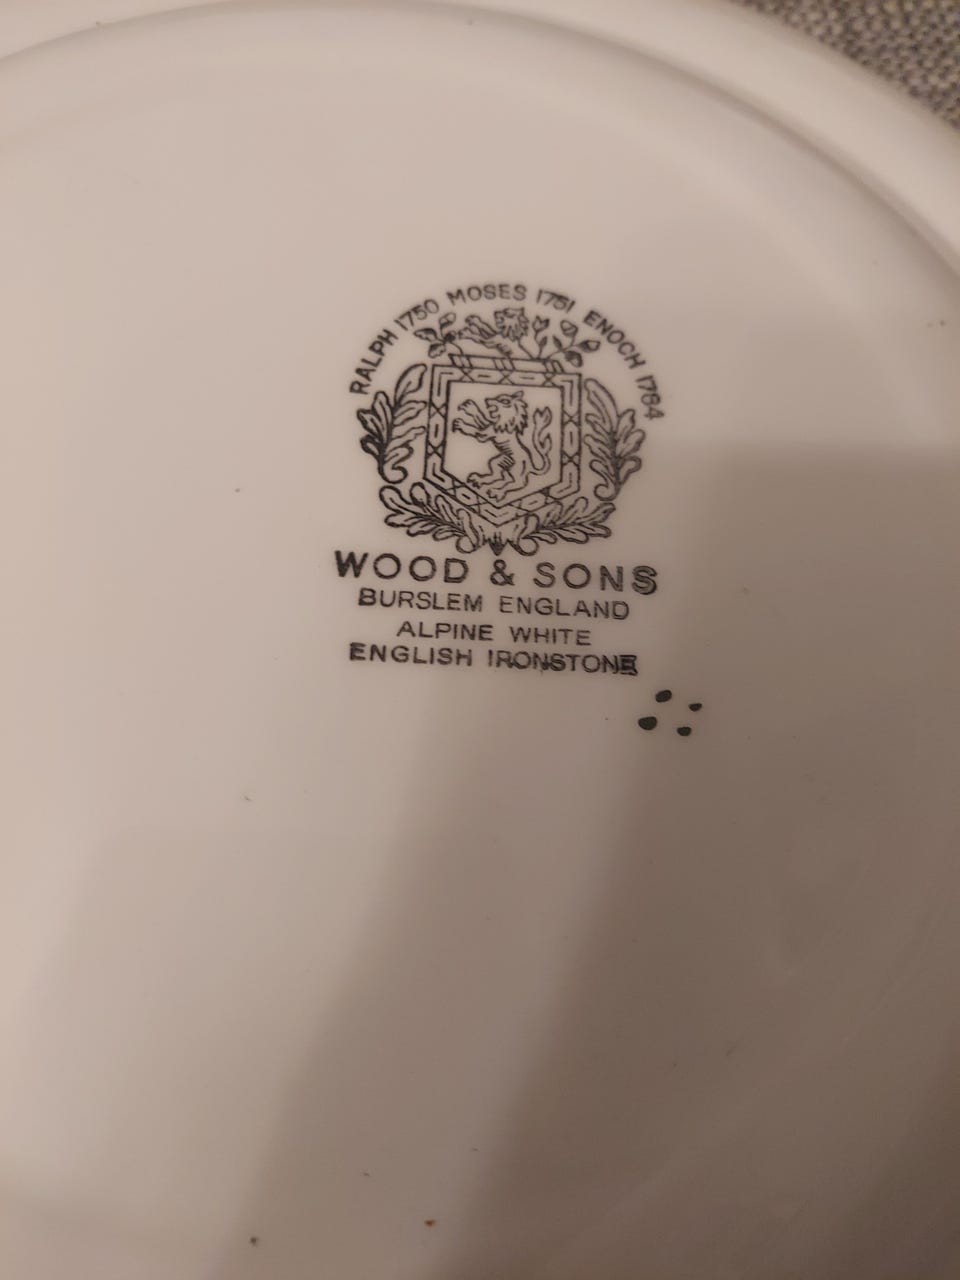 RALPH 1750 MOSES 1751 ENOCH 1784
WOOD & SONS
BURSLEM ENGLAND
ALPINE WHITE
ENGLISH IRONSTONE